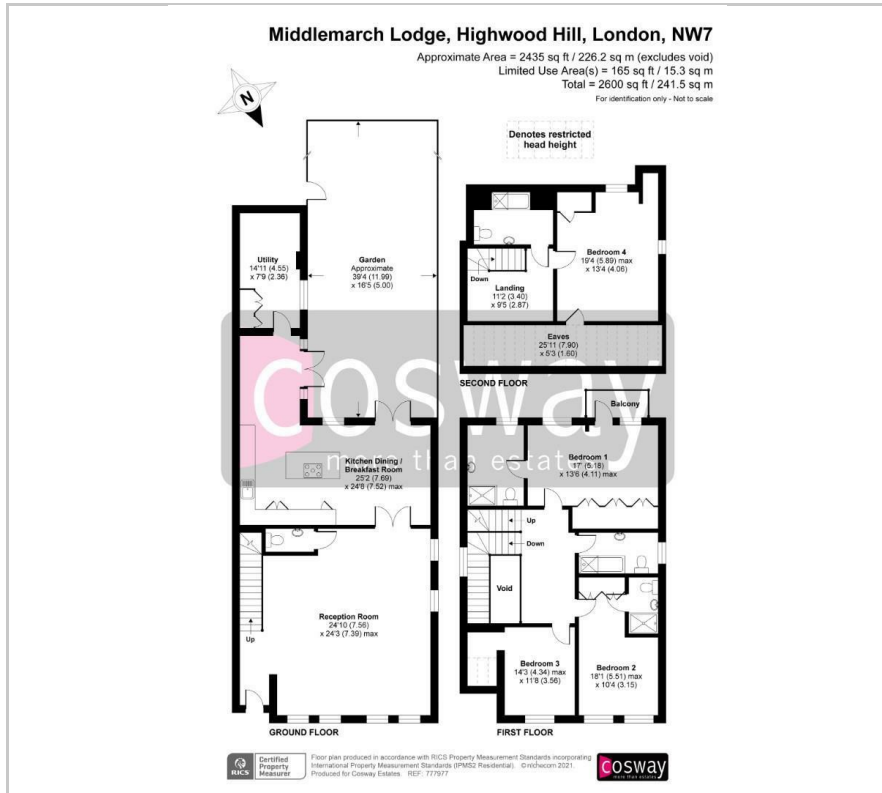 Middlemarch Lodge, Highwood Hill, London, NW7
Approximate Area = 2435 sq ft / 226.2 sq m (excludes void)
Limited Use Area(s) = 165 sq ft / 15.3 sq m
Total = 2600 sq ft / 241.5 sq m
For identification only - Not to scale
N
Denotes restricted
head height
Utility
14'11 (4.55)
x 7'9 (2.36)
Garden
Approximate
39'4 (11.99)
x 16'5 (5.00)
Bedroom 4
19'4 (5.89) max
x 13'4 (4.06)
Down
Landing
11'2 (3.40)
x 9'5 (2.87)
Eaves
25'11 (7.90)
x 5'3 (1.60)
SECOND FLOOR
cosway
more than estates
Balcony
Kitchen Dining /
Breakfast Room
25'2 (7.69)
x 24'8 (7.52) max
Bedroom 1
17' (5.18)
x 13'6 (4.11) max
Up
Down
Void
Reception Room
24'10 (7.56)
x 24'3 (7.39) max
Up
Bedroom 3
14'3 (4.34) max
x 11'8 (3.56)
Bedroom 2
18'1 (5.51) max
x 10'4 (3.15)
GROUND FLOOR
FIRST FLOOR
RICS
Certified
Property
Measurer
Floor plan produced in accordance with RICS Property Measurement Standards incorporating
International Property Measurement Standards (IPMS2 Residential). ©nichecom 2021.
Produced for Cosway Estates. REF: 777977
cosway
more than estates